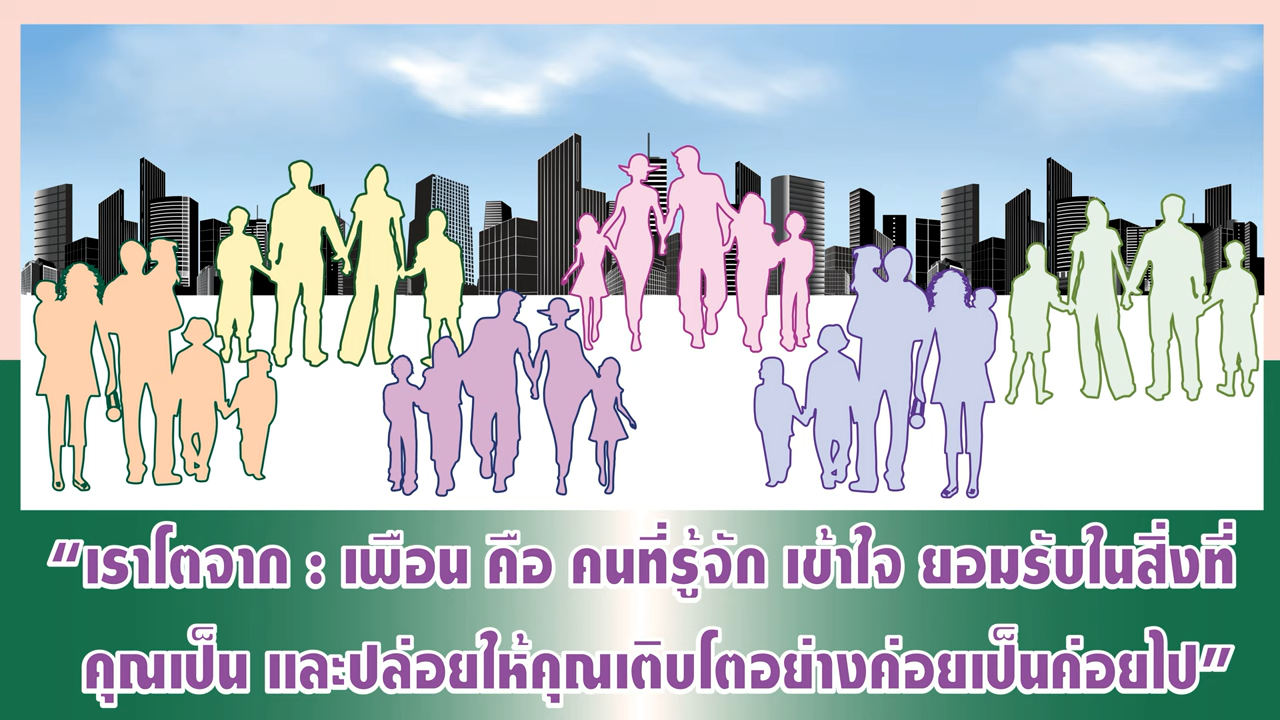 “เราโตจาก : เพื่อน คือ คนที่รู้จัก เข้าใจ ยอมรับในสิ่งที่
คุณเป็น และปล่อยให้คุณเติบโตอย่างค่อยเป็นค่อยไป”